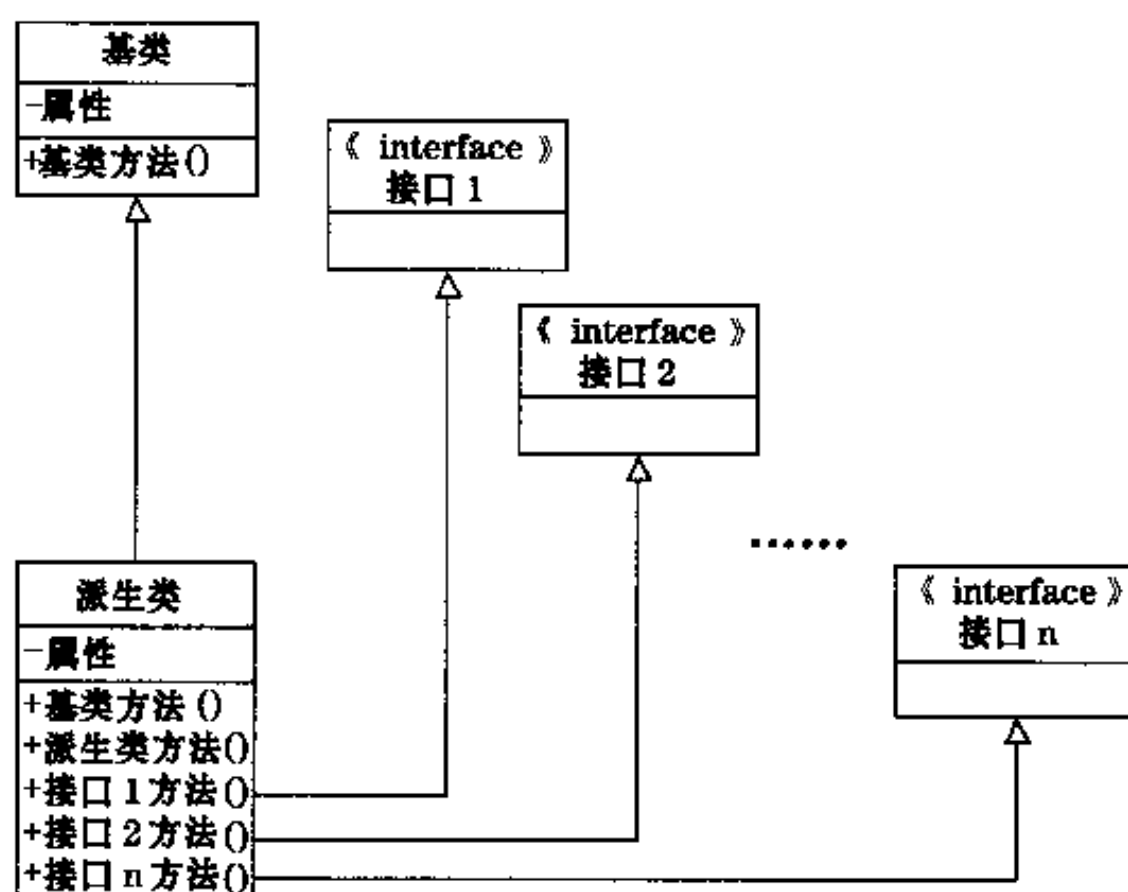 基类
-属性
+基类方法()
《 interface 》
接口 1
《 interface 》
接口 2
······
《 interface 》
接口 n
派生类
-属性
+基类方法()
+派生类方法()
+接口 1 方法()
+接口 2 方法()
+接口 n 方法()